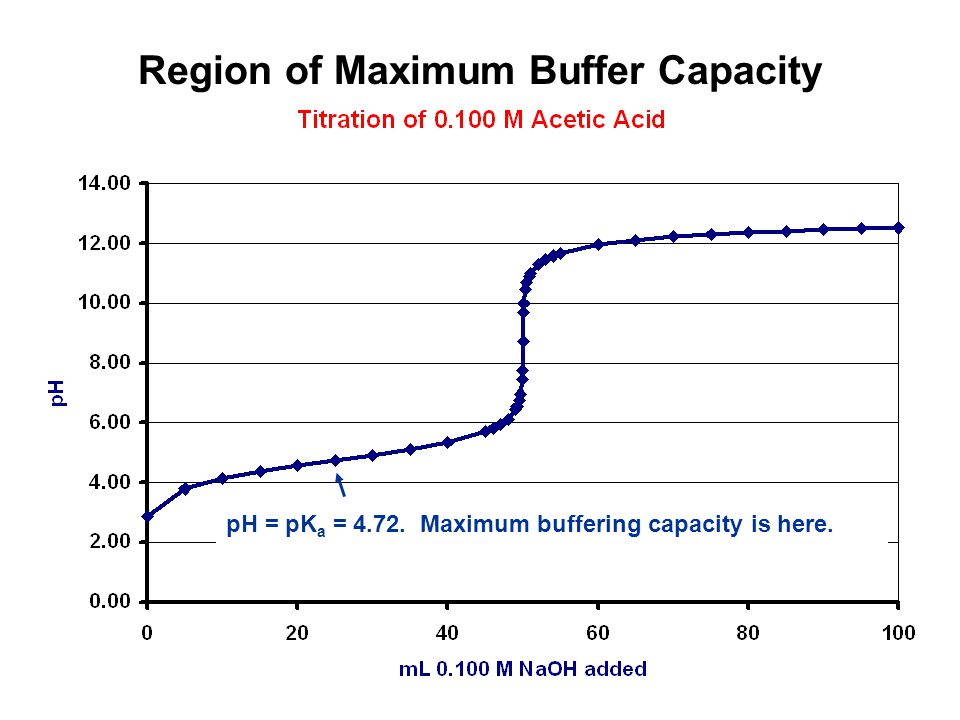 Region of Maximum Buffer Capacity
Titration of 0.100 M Acetic Acid
14.00
12.00
10.00
8.00
6.00
4.00
2.00
0.00
pH
pH = pKa = 4.72. Maximum buffering capacity is here.
0 20 40 60 80 100
mL 0.100 M NaOH added